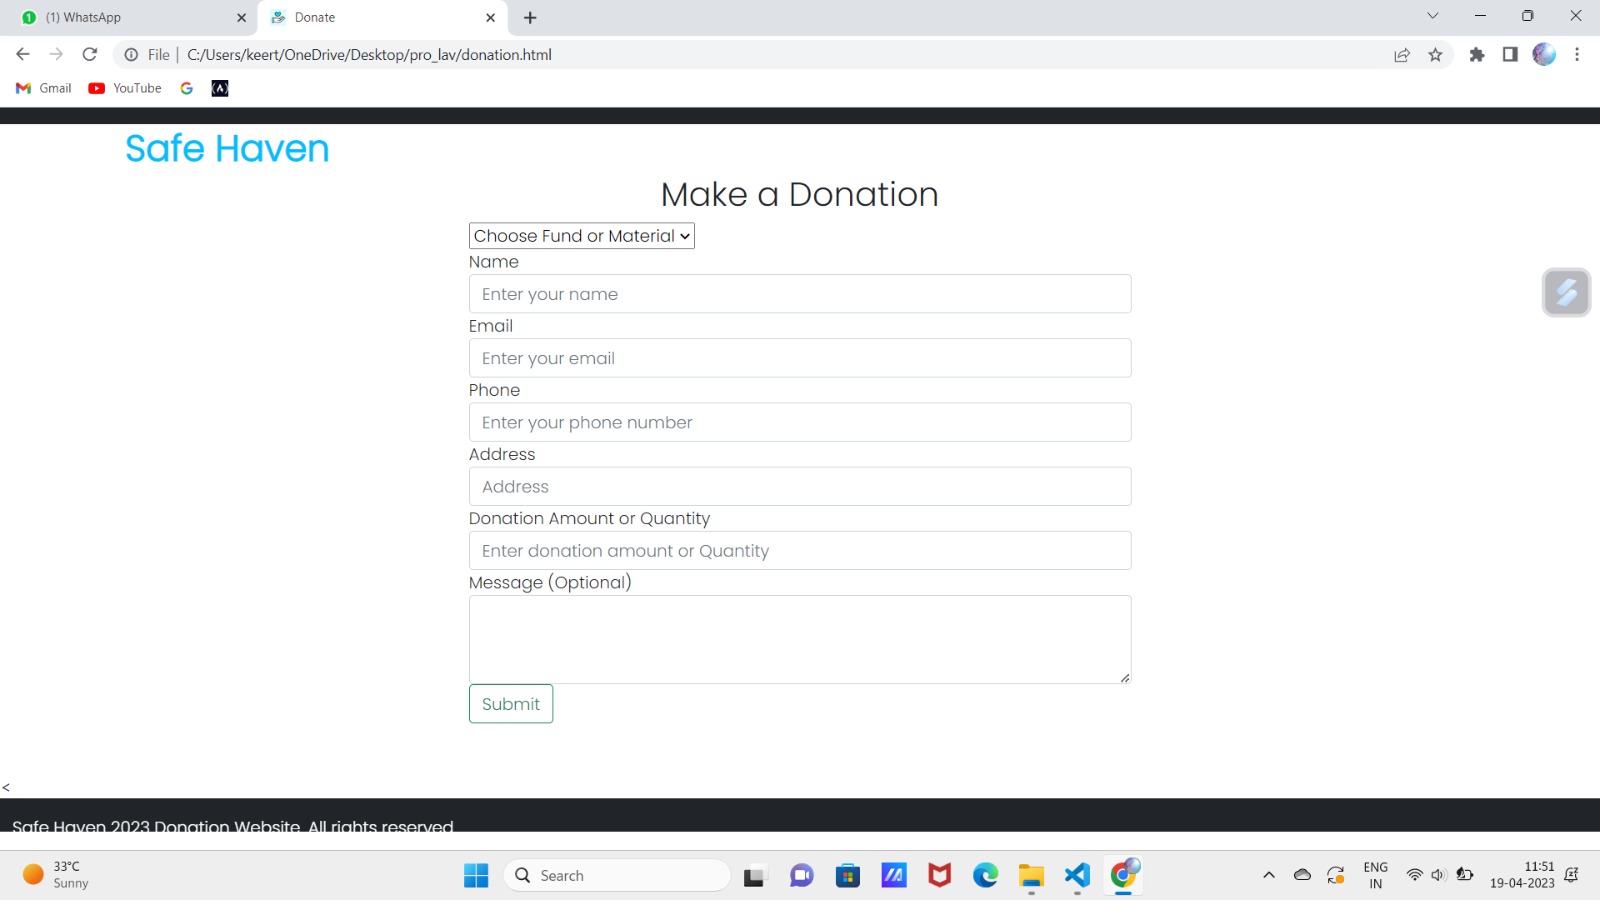 (1) WhatsApp
Donate
File
C:/Users/keert/OneDrive/Desktop/pro_lav/donation.html
Gmail
YouTube
Safe Haven
Make a Donation
Choose Fund or Material
Name
Enter your name
Email
Enter your email
Phone
Enter your phone number
Address
Address
Donation Amount or Quantity
Enter donation amount or Quantity
Message (Optional)
Submit
<
Safe Haven 2023 Donation Website. All rights reserved
33°C
Sunny
Search
ENG
IN
11:51
19-04-2023